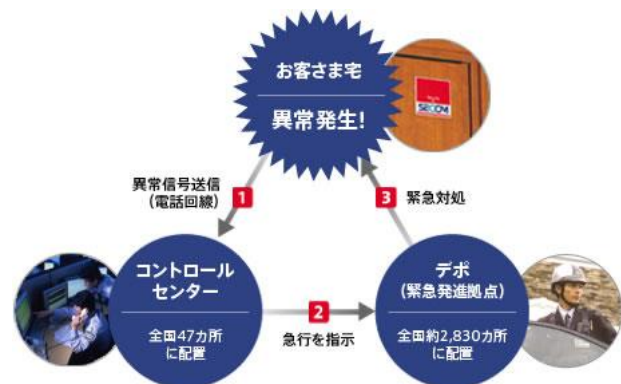 お客さま宅
異常発生!
SECOM
異常信号送信
(電話回線)
1
3
緊急対処
コントロール
センター
全国47カ所
に配置
2
急行を指示
デポ
(緊急発進拠点)
全国約2,830カ所
に配置